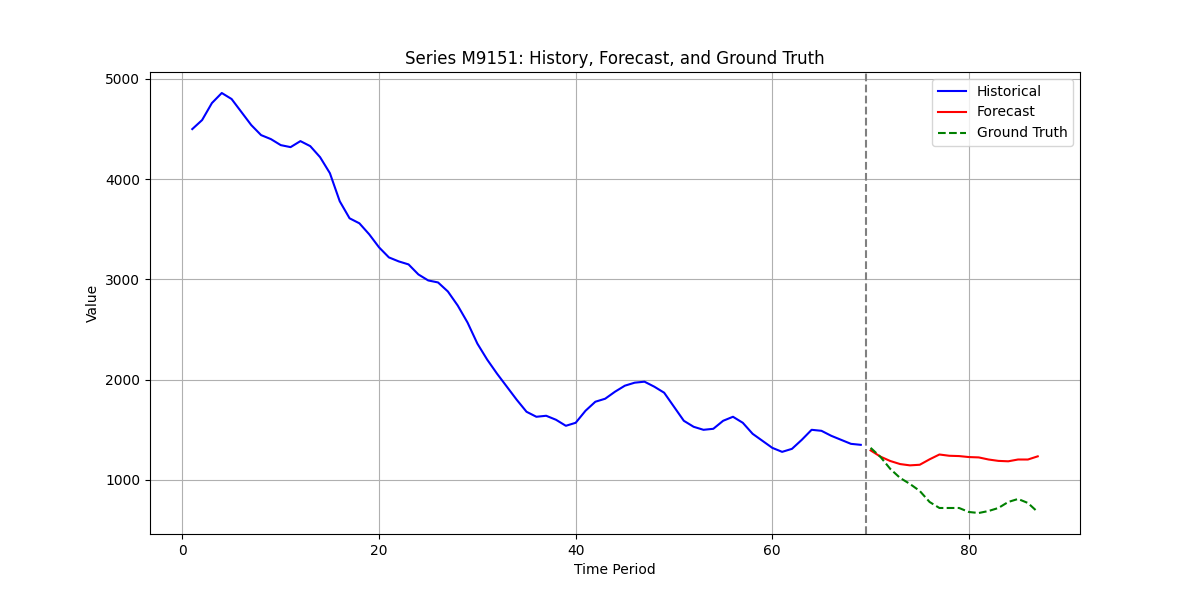 Series M9151: History, Forecast, and Ground Truth
Value
5000
4000
3000
2000
1000
Historical
Forecast
Ground Truth
0
20
40
60
80
Time Period